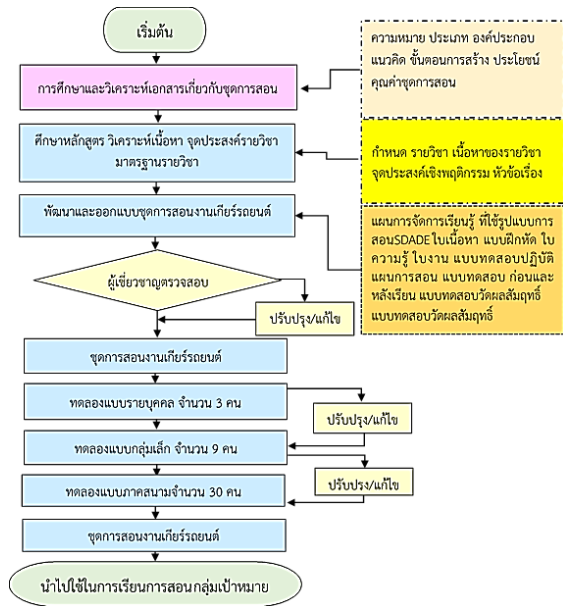 เริ่มต้น
ความหมาย ประเภท องค์ประกอบ
แนวคิด ขั้นตอนการสร้าง ประโยชน์
คุณค่าชุดการสอน
การศึกษาและวิเคราะห์เอกสารเกี่ยวกับชุดการสอน
ศึกษาหลักสูตร วิเคราะห์เนื้อหา จุดประสงค์รายวิชา
มาตรฐานรายวิชา
กำหนด รายวิชา เนื้อหาของรายวิชา
จุดประสงค์เชิงพฤติกรรม หัวข้อเรื่อง
พัฒนาและออกแบบชุดการสอนงานเกียร์รถยนต์
แผนการจัดการเรียนรู้ ที่ใช้รูปแบบการ
สอนSDADE ใบเนื้อหา แบบฝึกหัด ใบ
ความรู้ ใบงาน แบบทดสอบปฏิบัติ
แผนการสอน แบบทดสอบ ก่อนและ
หลังเรียน แบบทดสอบวัดผลสัมฤทธิ์
แบบทดสอบวัดผลสัมฤทธิ์
ผู้เชี่ยวชาญตรวจสอบ
ปรับปรุง/แก้ไข
ชุดการสอนงานเกียร์รถยนต์
ทดลองแบบรายบุคคล จำนวน 3 คน
ปรับปรุง/แก้ไข
ทดลองแบบกลุ่มเล็ก จำนวน 9 คน
ปรับปรุง/แก้ไข
ทดลองแบบภาคสนามจำนวน 30 คน
ชุดการสอนงานเกียร์รถยนต์
นำไปใช้ในการเรียนการสอนกลุ่มเป้าหมาย